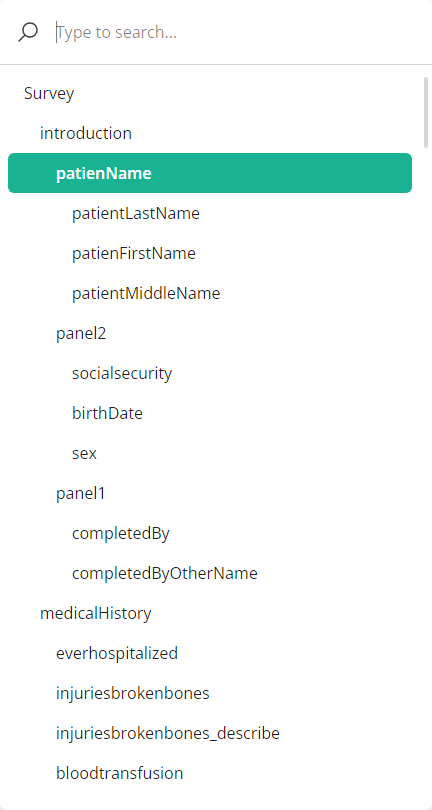 Type to search...
Survey
introduction
patienName
patientLastName
patienFirstName
patientMiddleName
panel2
socialsecurity
birthDate
sex
panel1
completedBy
completedByOtherName
medicalHistory
everhospitalized
injuriesbrokenbones
injuriesbrokenbones_describe
bloodtransfusion